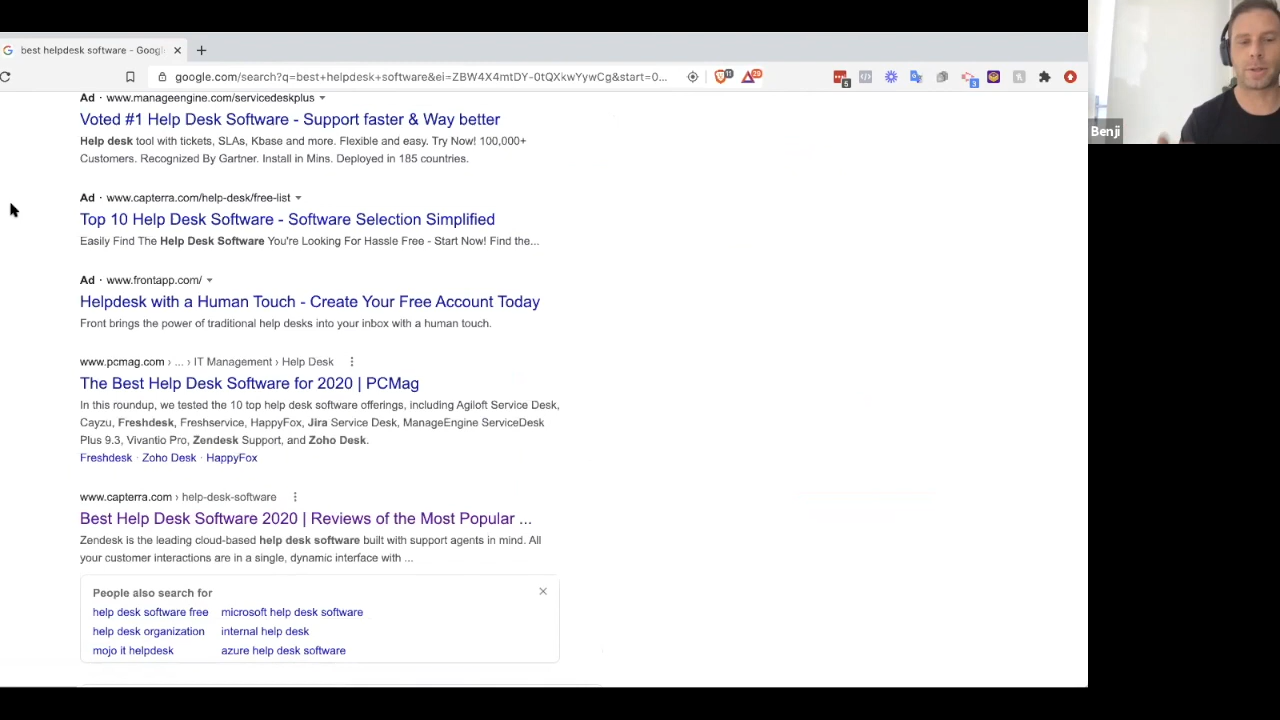 best helpdesk software - Googl
google.com/search?q=best+helpdesk+software&ei=ZBW4X4mtDY-0tQXkwYywCg&start=0...
11
29
5
3
Benji
Ad · www.manageengine.com/servicedeskplus
Voted #1 Help Desk Software - Support faster & Way better
Help desk tool with tickets, SLAs, Kbase and more. Flexible and easy. Try Now! 100,000+
Customers. Recognized By Gartner. Install in Mins. Deployed in 185 countries.
Ad · www.capterra.com/help-desk/free-list
Top 10 Help Desk Software - Software Selection Simplified
Easily Find The Help Desk Software You're Looking For Hassle Free - Start Now! Find the...
Ad · www.frontapp.com/
Helpdesk with a Human Touch - Create Your Free Account Today
Front brings the power of traditional help desks into your inbox with a human touch.
www.pcmag.com › ... › IT Management › Help Desk
The Best Help Desk Software for 2020 | PCMag
In this roundup, we tested the 10 top help desk software offerings, including Agiloft Service Desk,
Cayzu, Freshdesk, Freshservice, HappyFox, Jira Service Desk, ManageEngine ServiceDesk
Plus 9.3, Vivantio Pro, Zendesk Support, and Zoho Desk.
Freshdesk · Zoho Desk · HappyFox
www.capterra.com › help-desk-software
Best Help Desk Software 2020 | Reviews of the Most Popular ...
Zendesk is the leading cloud-based help desk software built with support agents in mind. All
your customer interactions are in a single, dynamic interface with ...
People also search for
help desk software free microsoft help desk software
help desk organization internal help desk
mojo it helpdesk azure help desk software